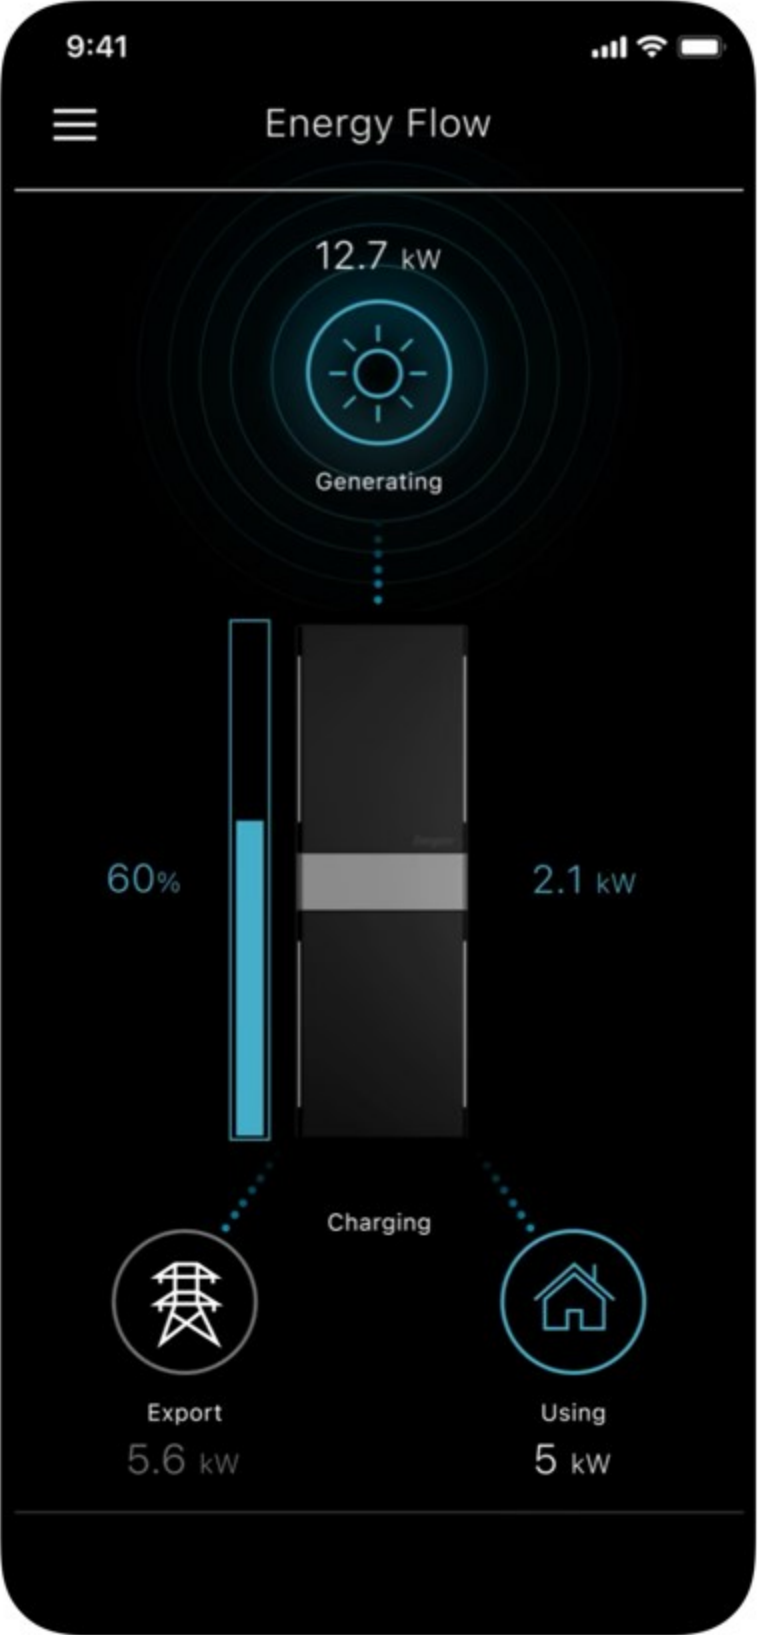 9:41
Energy Flow
12.7 kW
Generating
60%
2.1 kW
Charging
Export
Using
5.6 kW
5 kW